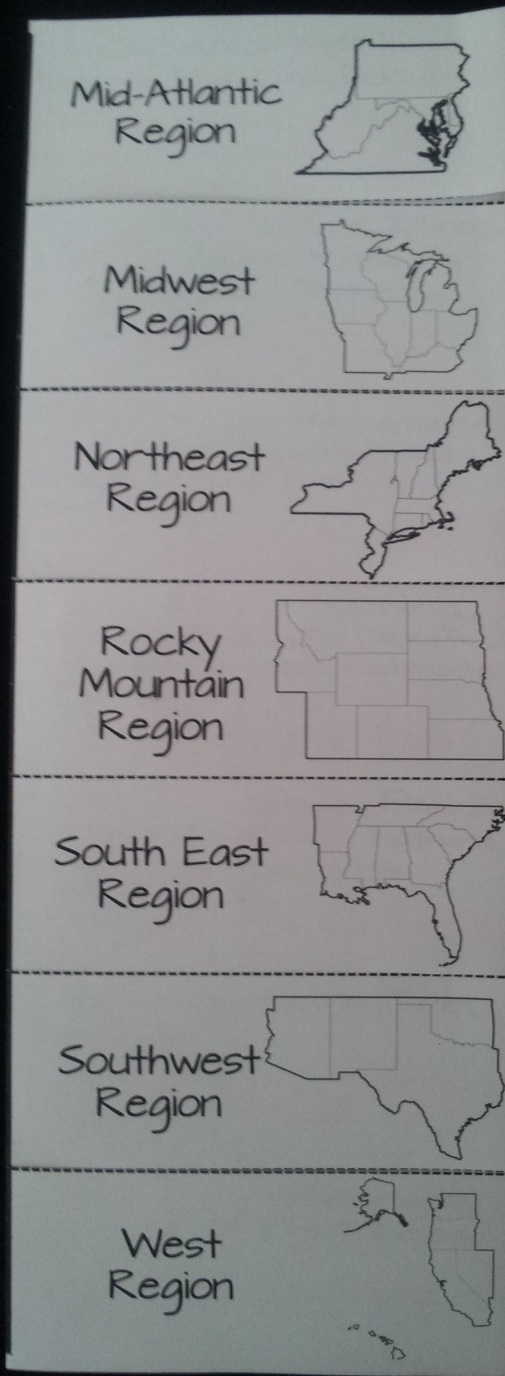 Mid-Atlantic
Region
Midwest
Region
Northeast
Region
Rocky
Mountain
Region
South East
Region
Southwest
Region
West
Region